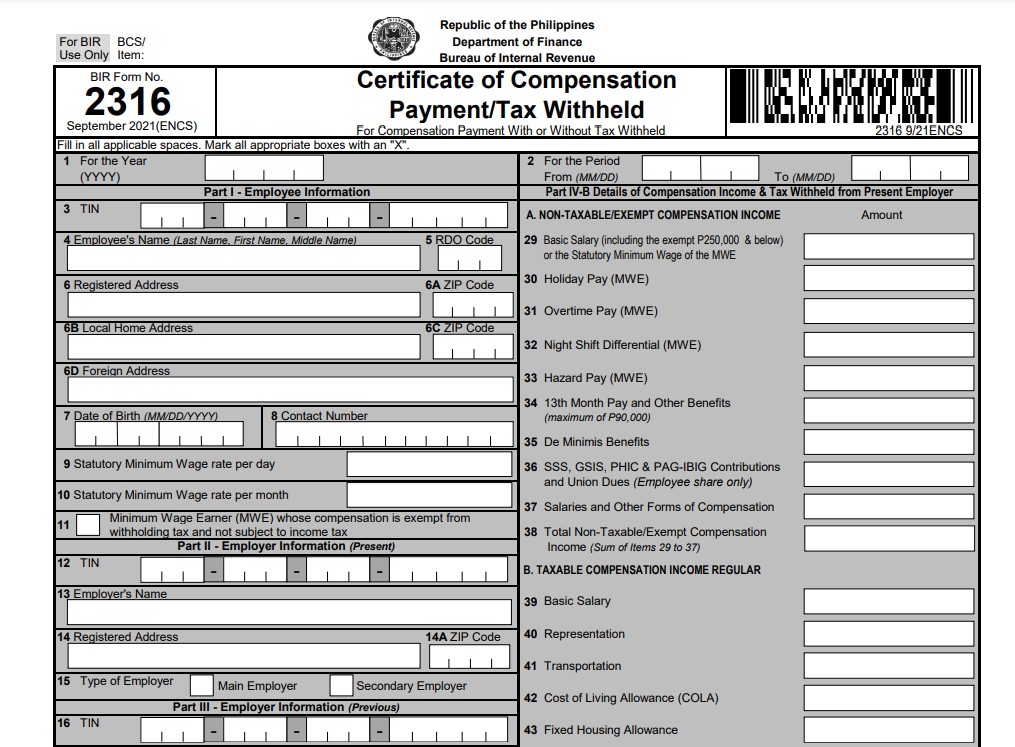 For BIR BCS/
Use Only Item:
Republic of the Philippines
Department of Finance
Bureau of Internal Revenue
BIR Form No.
2316
September 2021(ENCS)
Certificate of Compensation
Payment/Tax Withheld
For Compensation Payment With or Without Tax Withheld
2316 9/21ENCS
Fill in all applicable spaces. Mark all appropriate boxes with an "X".
1 For the Year
(YYYY)
2 For the Period
From (MM/DD) To (MM/DD)
Part I - Employee Information
3 TIN - - -
4 Employee's Name (Last Name, First Name, Middle Name) 5 RDO Code
6 Registered Address 6A ZIP Code
6B Local Home Address 6C ZIP Code
6D Foreign Address
7 Date of Birth (MM/DD/YYYY) 8 Contact Number
9 Statutory Minimum Wage rate per day
10 Statutory Minimum Wage rate per month
11 Minimum Wage Earner (MWE) whose compensation is exempt from
withholding tax and not subject to income tax
Part II - Employer Information (Present)
12 TIN - - -
13 Employer's Name
14 Registered Address 14A ZIP Code
15 Type of Employer Main Employer Secondary Employer
Part III - Employer Information (Previous)
16 TIN - - -
Part IV-B Details of Compensation Income & Tax Withheld from Present Employer
A. NON-TAXABLE/EXEMPT COMPENSATION INCOME Amount
29 Basic Salary (including the exempt P250,000 & below)
or the Statutory Minimum Wage of the MWE
30 Holiday Pay (MWE)
31 Overtime Pay (MWE)
32 Night Shift Differential (MWE)
33 Hazard Pay (MWE)
34 13th Month Pay and Other Benefits
(maximum of P90,000)
35 De Minimis Benefits
36 SSS, GSIS, PHIC & PAG-IBIG Contributions
and Union Dues (Employee share only)
37 Salaries and Other Forms of Compensation
38 Total Non-Taxable/Exempt Compensation
Income (Sum of Items 29 to 37)
B. TAXABLE COMPENSATION INCOME REGULAR
39 Basic Salary
40 Representation
41 Transportation
42 Cost of Living Allowance (COLA)
43 Fixed Housing Allowance